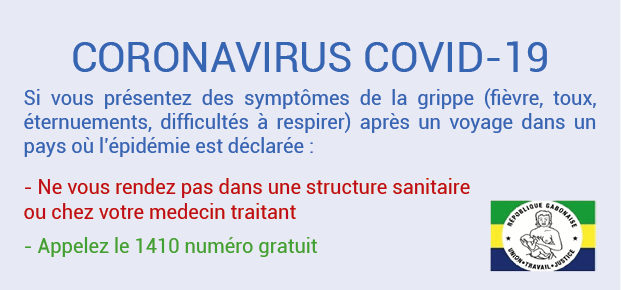 CORONAVIRUS COVID-19
Si vous présentez des symptômes de la grippe (fièvre, toux,
éternuements, difficultés à respirer) après un voyage dans un
pays où l'épidémie est déclarée :
- Ne vous rendez pas dans une structure sanitaire
ou chez votre medecin traitant
- Appelez le 1410 numéro gratuit
RÉPUBLIQUE GABONAISE
UNION • TRAVAIL • JUSTICE